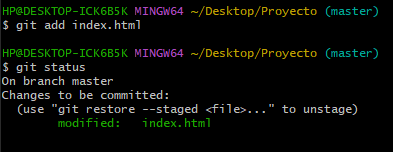 HP@DESKTOP-ICK6B5K MINGW64 ~/Desktop/Proyecto (master)
$ git add index.html
HP@DESKTOP-ICK6B5K MINGW64 ~/Desktop/Proyecto (master)
$ git status
On branch master
Changes to be committed:
  (use "git restore --staged <file>..." to unstage)
        modified:   index.html